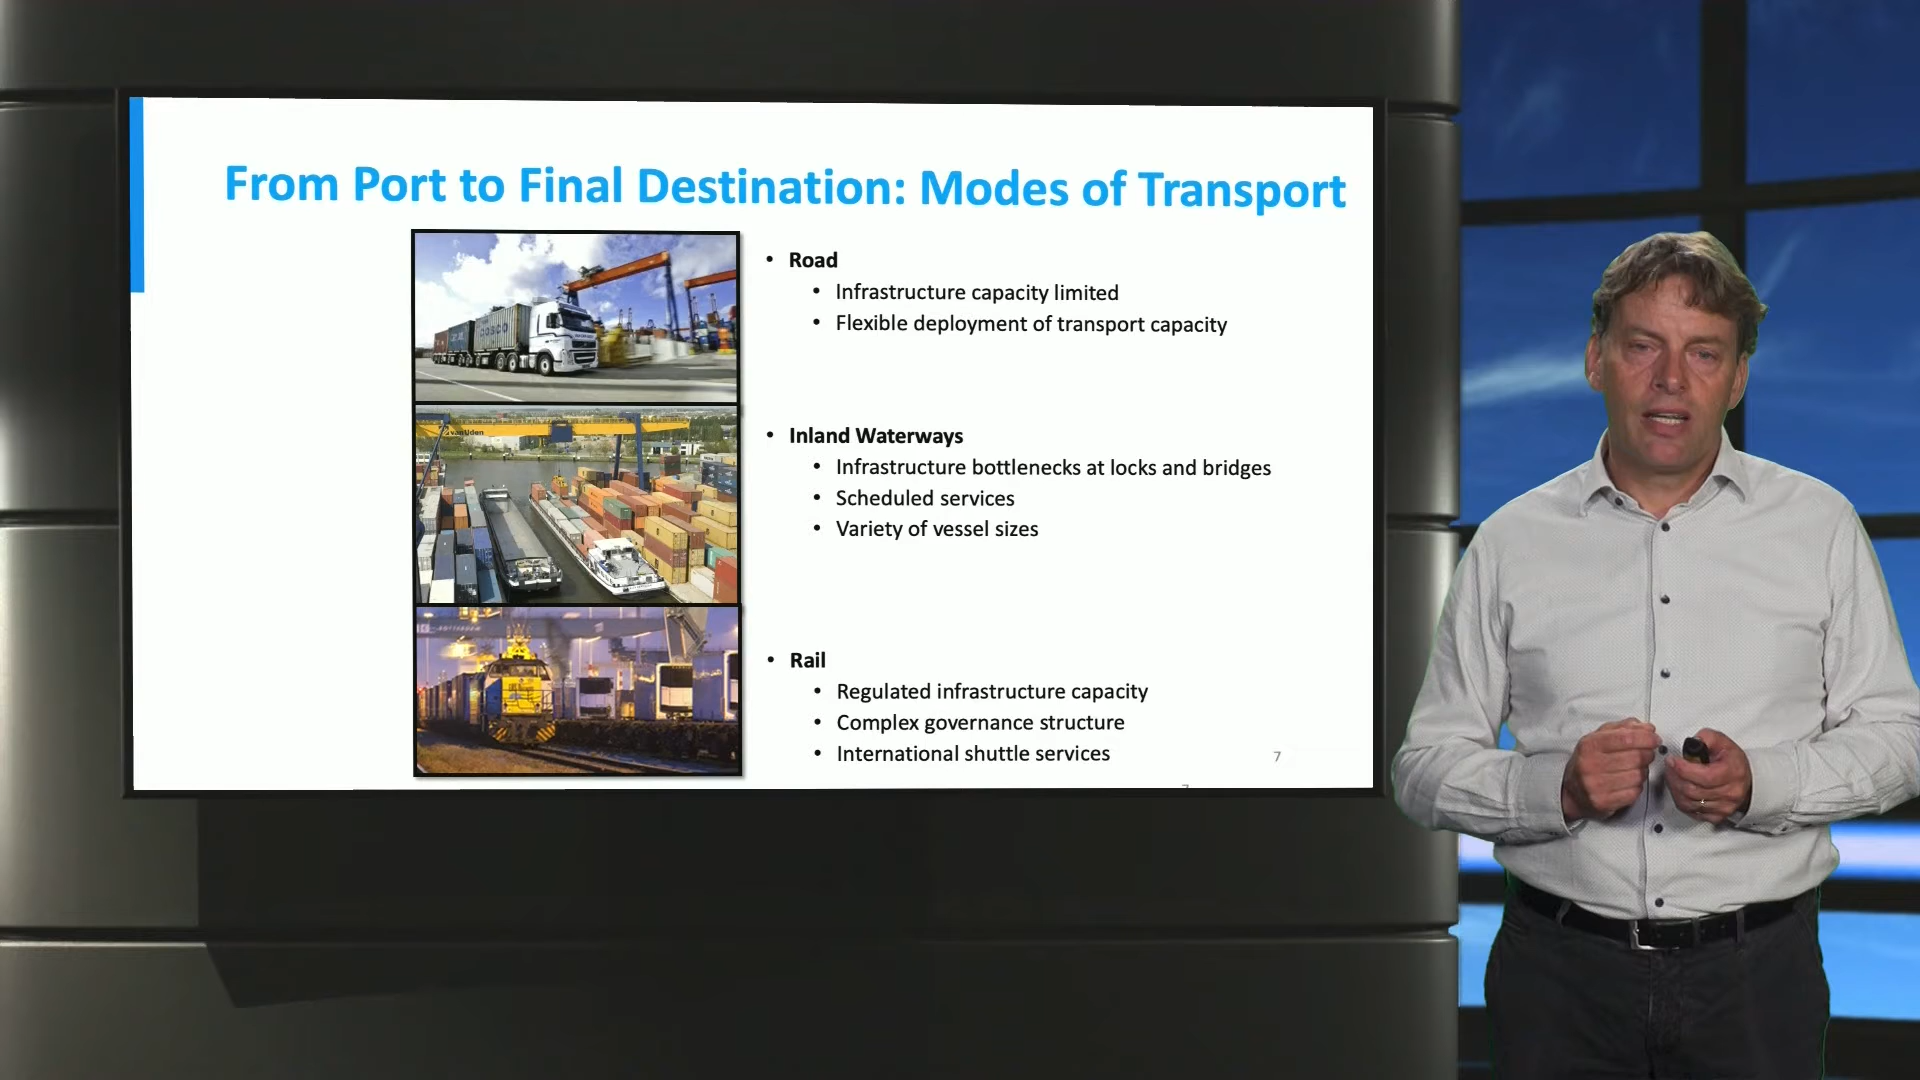 From Port to Final Destination: Modes of Transport
• Road
• Infrastructure capacity limited
• Flexible deployment of transport capacity
COSCO
vanUden
• Inland Waterways
• Infrastructure bottlenecks at locks and bridges
• Scheduled services
• Variety of vessel sizes
• Rail
• Regulated infrastructure capacity
• Complex governance structure
• International shuttle services
7